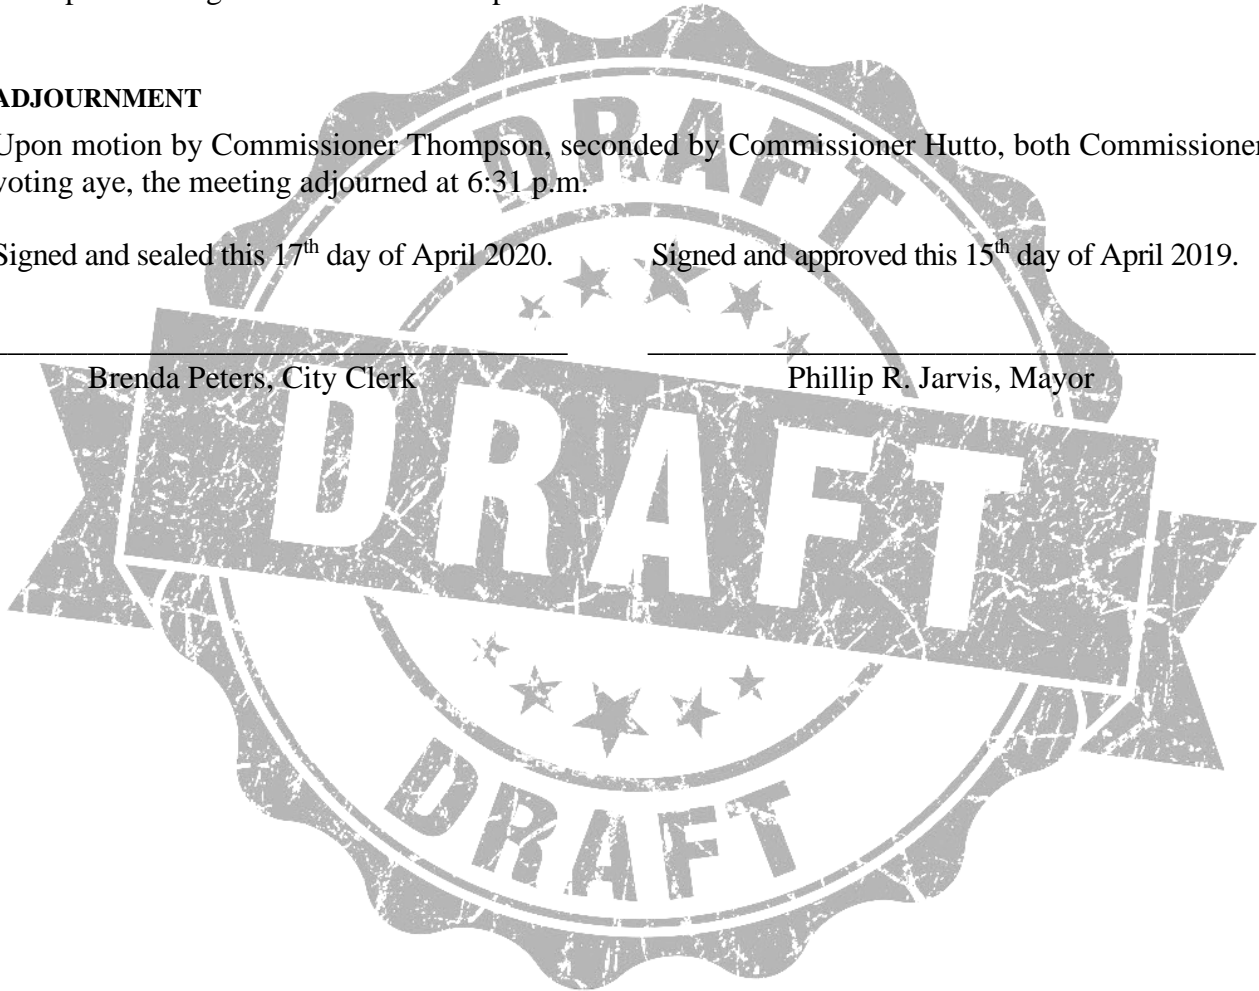 ADJOURNMENT
Upon motion by Commissioner Thompson, seconded by Commissioner Hutto, both Commissioner
voting aye, the meeting adjourned at 6:31 p.m.
Signed and sealed this 17th day of April 2020. Signed and approved this 15th day of April 2019.
Brenda Peters, City Clerk Phillip R. Jarvis, Mayor
DRAFT
DRAFT
DRAFT